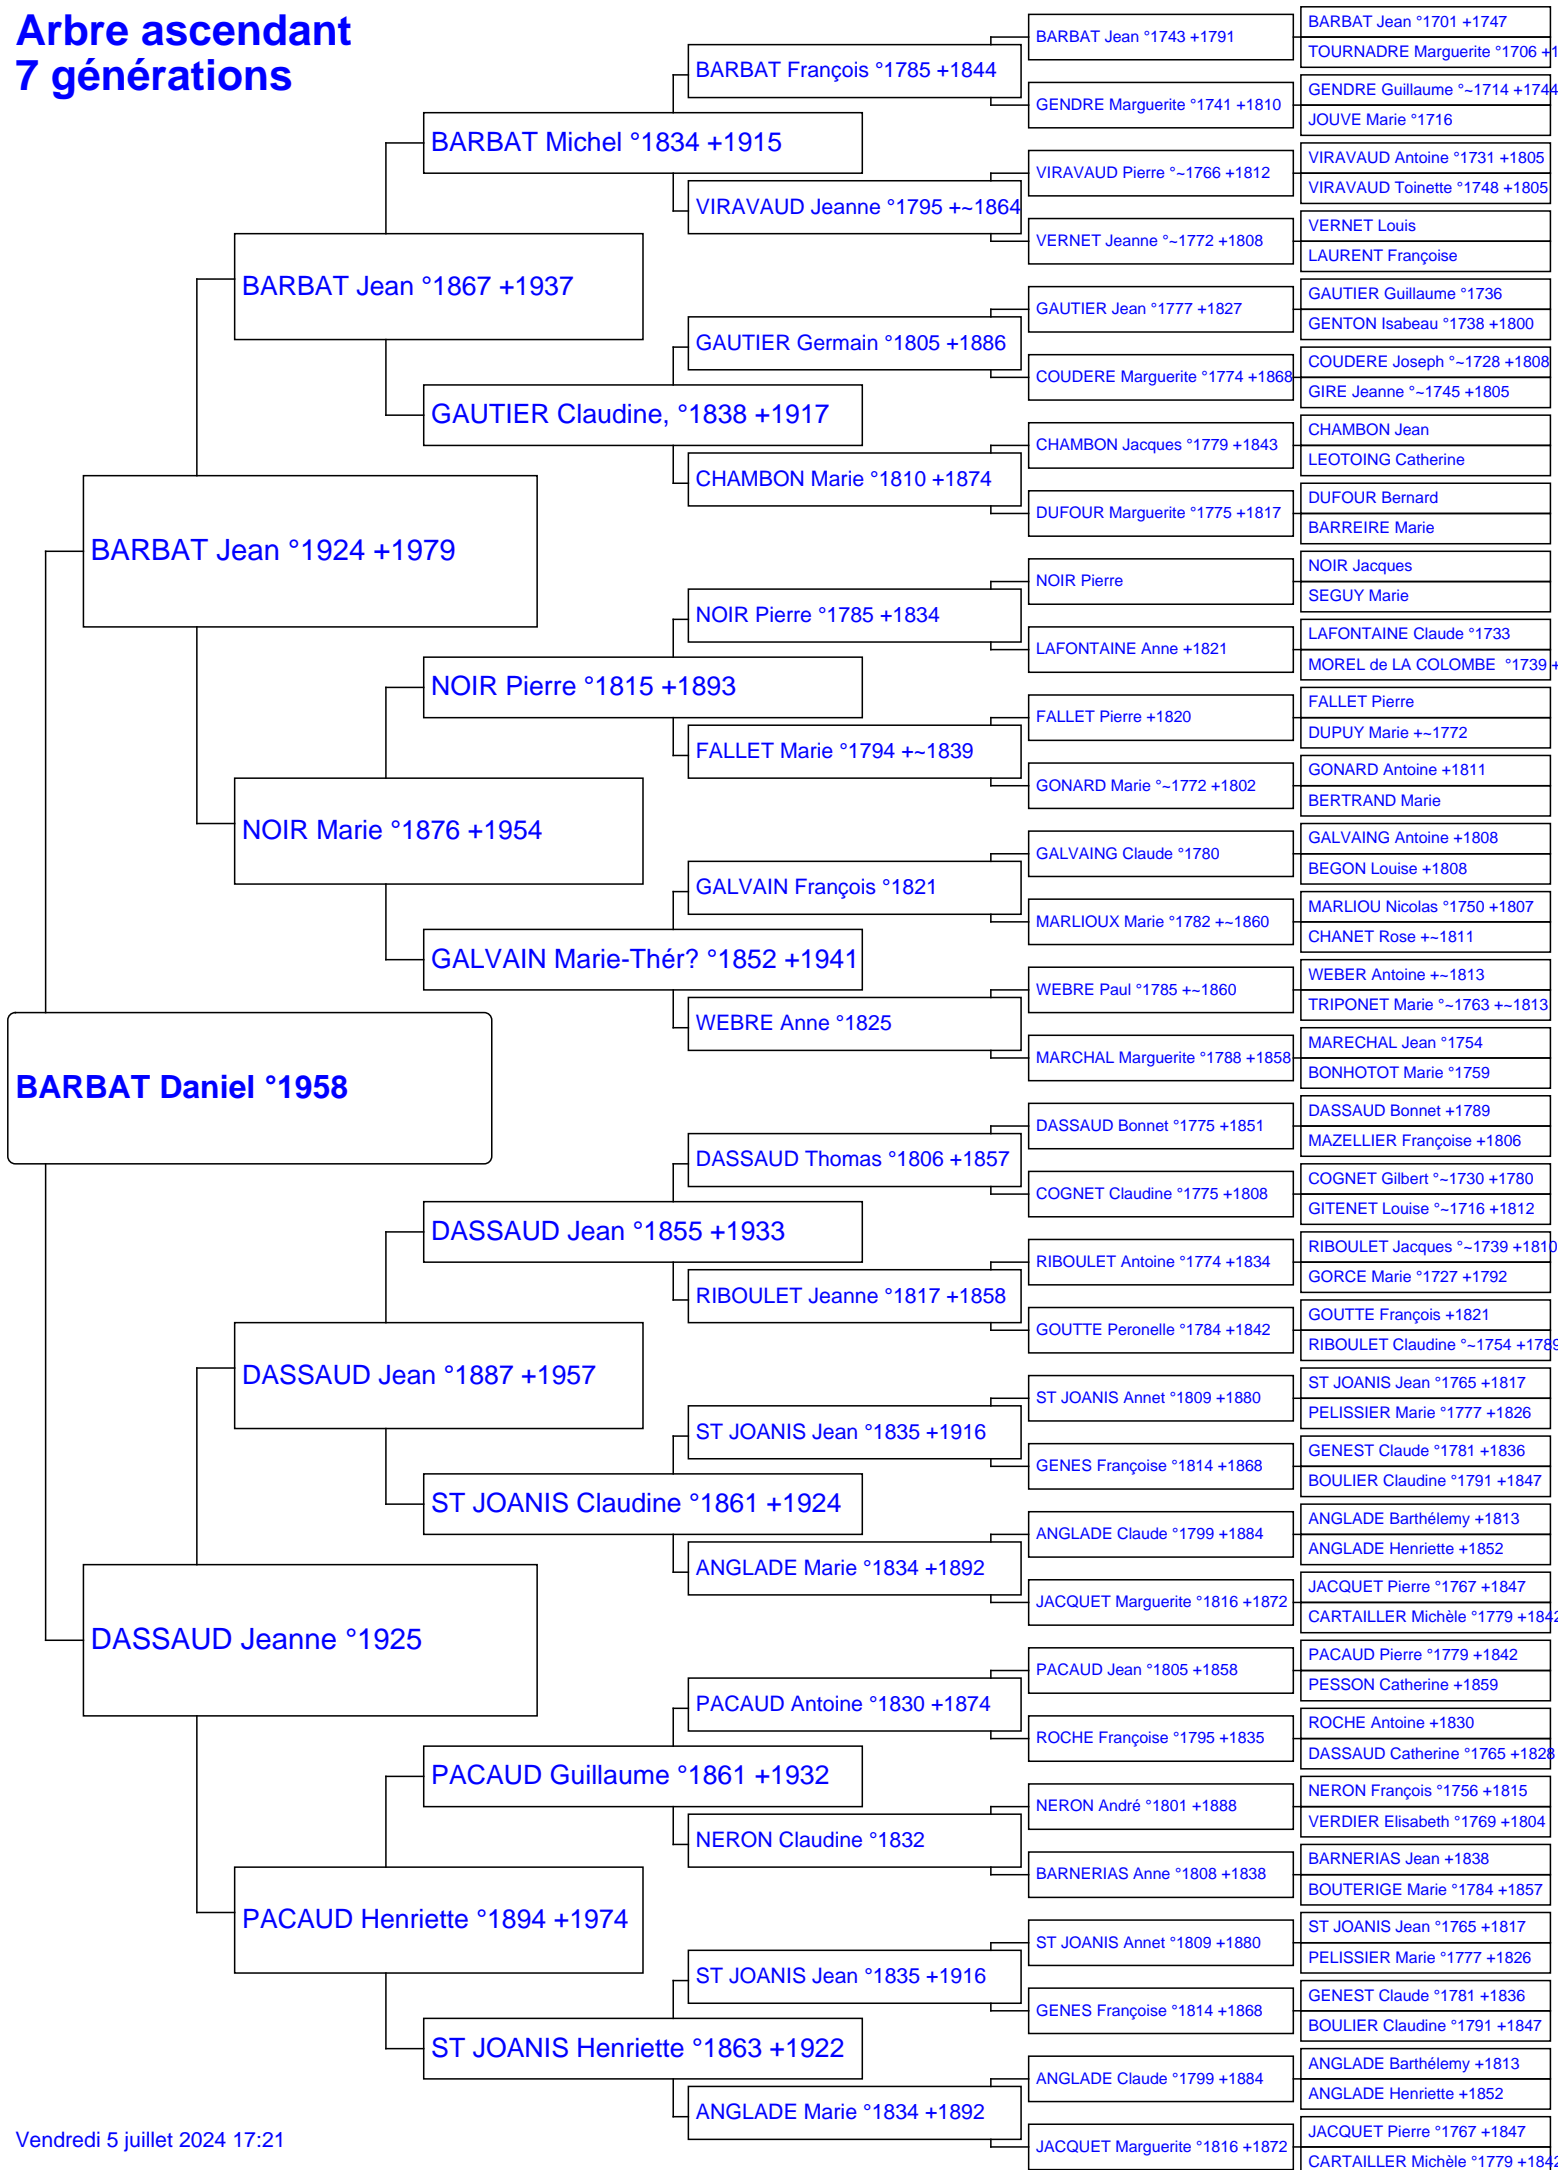 Arbre ascendant
7 générations
BARBAT Daniel °1958
BARBAT Jean °1924 +1979
DASSAUD Jeanne °1925
BARBAT Jean °1867 +1937
NOIR Marie °1876 +1954
DASSAUD Jean °1887 +1957
PACAUD Henriette °1894 +1974
BARBAT Michel °1834 +1915
GAUTIER Claudine, °1838 +1917
NOIR Pierre °1815 +1893
GALVAIN Marie-Thér? °1852 +1941
DASSAUD Jean °1855 +1933
ST JOANIS Claudine °1861 +1924
PACAUD Guillaume °1861 +1932
ST JOANIS Henriette °1863 +1922
BARBAT François °1785 +1844
VIRAVAUD Jeanne °1795 +~1864
GAUTIER Germain °1805 +1886
CHAMBON Marie °1810 +1874
NOIR Pierre °1785 +1834
FALLET Marie °1794 +~1839
GALVAIN François °1821
WEBRE Anne °1825
DASSAUD Thomas °1806 +1857
RIBOULET Jeanne °1817 +1858
ST JOANIS Jean °1835 +1916
ANGLADE Marie °1834 +1892
PACAUD Antoine °1830 +1874
NERON Claudine °1832
ST JOANIS Jean °1835 +1916
ANGLADE Marie °1834 +1892
BARBAT Jean °1743 +1791
GENDRE Marguerite °1741 +1810
VIRAVAUD Pierre °~1766 +1812
VERNET Jeanne °~1772 +1808
GAUTIER Jean °1777 +1827
COUDERE Marguerite °1774 +1868
CHAMBON Jacques °1779 +1843
DUFOUR Marguerite °1775 +1817
NOIR Pierre
LAFONTAINE Anne +1821
FALLET Pierre +1820
GONARD Marie °~1772 +1802
GALVAING Claude °1780
MARLIOUX Marie °1782 +~1860
WEBRE Paul °1785 +~1860
MARCHAL Marguerite °1788 +1858
DASSAUD Bonnet °1775 +1851
COGNET Claudine °1775 +1808
RIBOULET Antoine °1774 +1834
GOUTTE Peronelle °1784 +1842
ST JOANIS Annet °1809 +1880
GENES Françoise °1814 +1868
ANGLADE Claude °1799 +1884
JACQUET Marguerite °1816 +1872
PACAUD Jean °1805 +1858
ROCHE Françoise °1795 +1835
NERON André °1801 +1888
BARNERIAS Anne °1808 +1838
ST JOANIS Annet °1809 +1880
GENES Françoise °1814 +1868
ANGLADE Claude °1799 +1884
JACQUET Marguerite °1816 +1872
BARBAT Jean °1701 +1747
TOURNADRE Marguerite °1706 +1
GENDRE Guillaume °~1714 +1744
JOUVE Marie °1716
VIRAVAUD Antoine °1731 +1805
VIRAVAUD Toinette °1748 +1805
VERNET Louis
LAURENT Françoise
GAUTIER Guillaume °1736
GENTON Isabeau °1738 +1800
COUDERE Joseph °~1728 +1808
GIRE Jeanne °~1745 +1805
CHAMBON Jean
LEOTOING Catherine
DUFOUR Bernard
BARREIRE Marie
NOIR Jacques
SEGUY Marie
LAFONTAINE Claude °1733
MOREL de LA COLOMBE °1739 +
FALLET Pierre
DUPUY Marie +~1772
GONARD Antoine +1811
BERTRAND Marie
GALVAING Antoine +1808
BEGON Louise +1808
MARLIOU Nicolas °1750 +1807
CHANET Rose +~1811
WEBER Antoine +~1813
TRIPONET Marie °~1763 +~1813
MARECHAL Jean °1754
BONHOTOT Marie °1759
DASSAUD Bonnet +1789
MAZELLIER Françoise +1806
COGNET Gilbert °~1730 +1780
GITENET Louise °~1716 +1812
RIBOULET Jacques °~1739 +1810
GORCE Marie °1727 +1792
GOUTTE François +1821
RIBOULET Claudine °~1754 +1789
ST JOANIS Jean °1765 +1817
PELISSIER Marie °1777 +1826
GENEST Claude °1781 +1836
BOULIER Claudine °1791 +1847
ANGLADE Barthélemy +1813
ANGLADE Henriette +1852
JACQUET Pierre °1767 +1847
CARTAILLER Michèle °1779 +1842
PACAUD Pierre °1779 +1842
PESSON Catherine +1859
ROCHE Antoine +1830
DASSAUD Catherine °1765 +1828
NERON François °1756 +1815
VERDIER Elisabeth °1769 +1804
BARNERIAS Jean +1838
BOUTERIGE Marie °1784 +1857
ST JOANIS Jean °1765 +1817
PELISSIER Marie °1777 +1826
GENEST Claude °1781 +1836
BOULIER Claudine °1791 +1847
ANGLADE Barthélemy +1813
ANGLADE Henriette +1852
JACQUET Pierre °1767 +1847
CARTAILLER Michèle °1779 +1842
Vendredi 5 juillet 2024 17:21